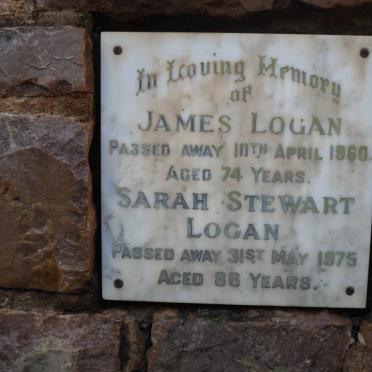 In Loving Memory
of
JAMES LOGAN
PASSED AWAY 10TH APRIL 1960
AGED 74 YEARS.
SARAH STEWART
LOGAN
PASSED AWAY 31ST MAY 1975
AGED 86 YEARS.